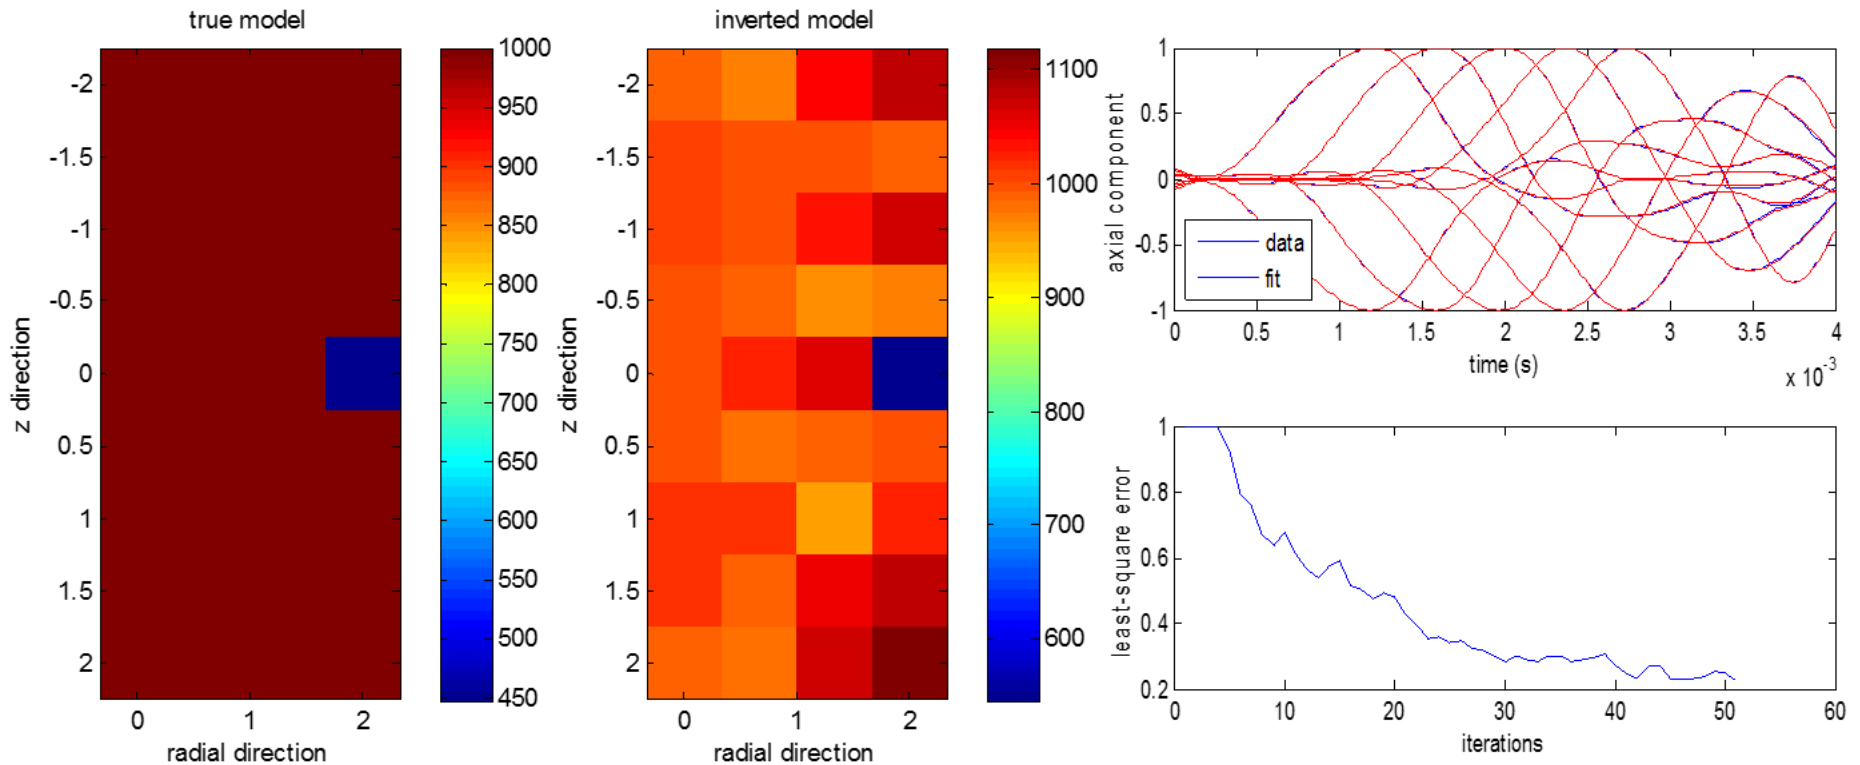 true model
-2
-1.5
-1
-0.5
0
0.5
1
1.5
2
z direction
0 1 2
radial direction
1000
950
900
850
800
750
700
650
600
550
500
450
inverted model
-2
-1.5
-1
-0.5
0
0.5
1
1.5
2
z direction
0 1 2
radial direction
1100
1000
900
800
700
600
1
0.5
0
-0.5
-1
axial component
data
fit
0 0.5 1 1.5 2 2.5 3 3.5 4
time (s)
x 10-3
1
0.8
0.6
0.4
0.2
least-square error
0 10 20 30 40 50 60
iterations